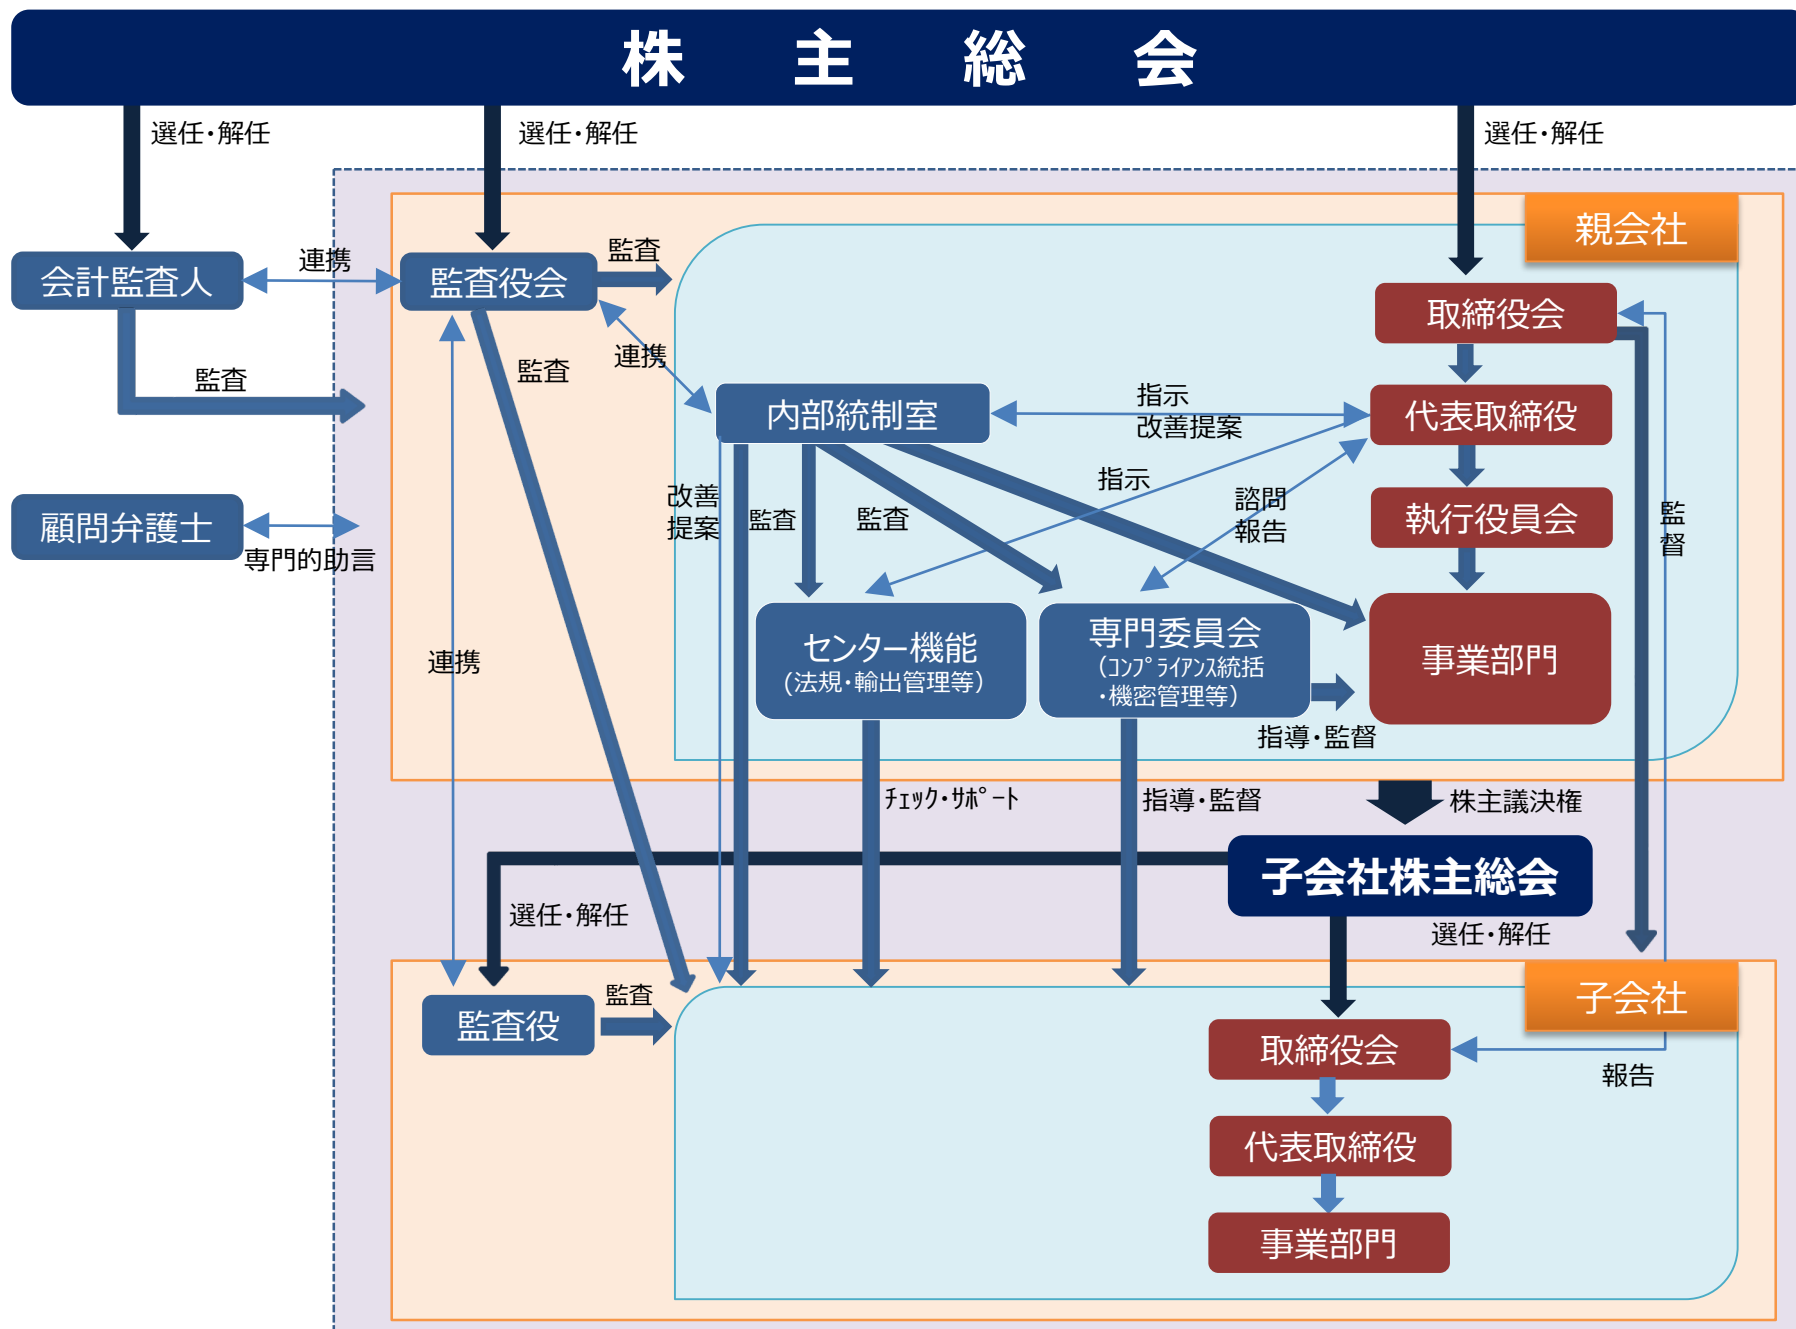 株主総会
選任・解任
選任・解任
選任・解任
親会社
会計監査人
連携
監査役会
監査
取締役会
連携
監査
監査
内部統制室
指示
改善提案
代表取締役
指示
改善
提案
監査
監査
諮問
報告
執行役員会
監
督
顧問弁護士
専門的助言
連携
センター機能
（法規・輸出管理等）
専門委員会
（ｺﾝﾌﾟﾗｲｱﾝｽ統括
・機密管理等）
事業部門
指導・監督
ﾁｪｯｸ・ｻﾎﾟｰﾄ
指導・監督
株主議決権
子会社株主総会
選任・解任
選任・解任
子会社
監査役
監査
取締役会
報告
代表取締役
事業部門